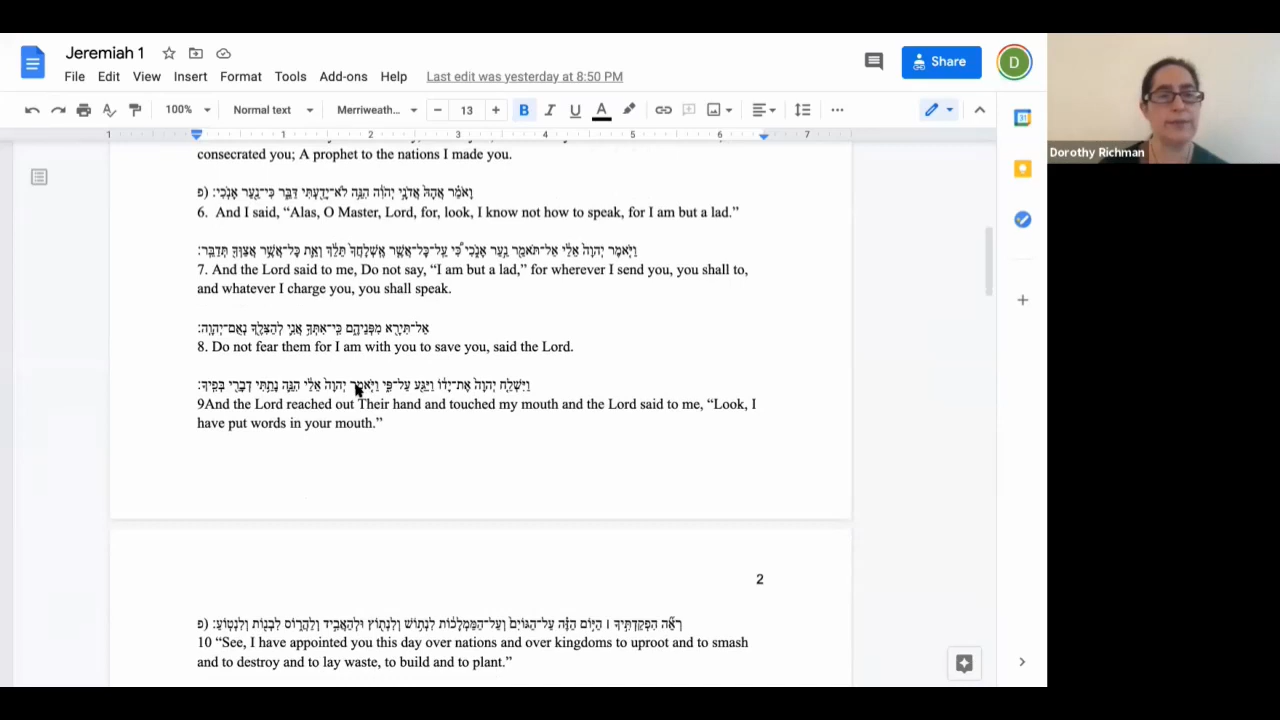 Jeremiah 1
File Edit View Insert Format Tools Add-ons Help Last edit was yesterday at 8:50 PM
Share
D
100% Normal text Merriweath... 13 B I U A
Dorothy Richman
1 1 2 3 4 5 6 7
consecrated you; A prophet to the nations I made you.
וָאֹמַ֗ר אֲהָהּ֙ אֲדֹנָ֣י יְהֹוִ֔ה הִנֵּ֥ה לֹא־יָדַ֖עְתִּי דַּבֵּ֑ר כִּי־נַ֖עַר אָנֹֽכִי׃ (פ
6. And I said, “Alas, O Master, Lord, for, look, I know not how to speak, for I am but a lad.”
וַיֹּ֤אמֶר יְהוָה֙ אֵלַ֔י אַל־תֹּאמַ֖ר נַ֣עַר אָנֹ֑כִי כִּ֠י עַֽל־כָּל־אֲשֶׁ֤ר אֶֽשְׁלָחֲךָ֙ תֵּלֵ֔ךְ וְאֵ֛ת כָּל־אֲשֶׁ֥ר אֲצַוְּךָ֖ תְּדַבֵּֽר׃
7. And the Lord said to me, Do not say, “I am but a lad,” for wherever I send you, you shall to,
and whatever I charge you, you shall speak.
אַל־תִּירָ֖א מִפְּנֵיהֶ֑ם כִּֽי־אִתְּךָ֥ אֲנִ֛י לְהַצִּלֶ֖ךָ נְאֻם־יְהוָֽה׃
8. Do not fear them for I am with you to save you, said the Lord.
וַיִּשְׁלַ֤ח יְהוָה֙ אֶת־יָד֔וֹ וַיַּגַּ֖ע עַל־פִּ֑י וַיֹּ֤אמֶר יְהוָה֙ אֵלַ֔י הִנֵּ֛ה נָתַ֥תִּי דְבָרַ֖י בְּפִֽיךָ׃
9And the Lord reached out Their hand and touched my mouth and the Lord said to me, “Look, I
have put words in your mouth.”
2
רְאֵ֞ה הִפְקַדְתִּ֣יךָ ׀ הַיּ֣וֹם הַזֶּ֗ה עַל־הַגּוֹיִם֙ וְעַל־הַמַּמְלָכ֔וֹת לִנְת֥וֹשׁ וְלִנְת֖וֹץ וּלְהַאֲבִ֣יד וְלַהֲר֑וֹס לִבְנ֖וֹת וְלִנְטֽוֹעַ׃ (פ
10 “See, I have appointed you this day over nations and over kingdoms to uproot and to smash
and to destroy and to lay waste, to build and to plant.”